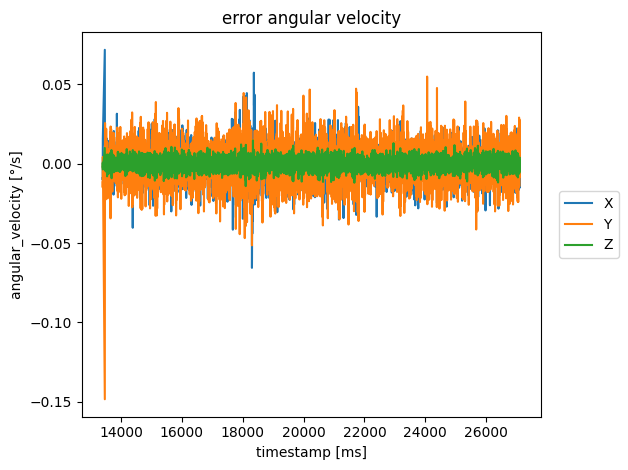 error angular velocity
0.05
0.00
−0.05
−0.10
−0.15
angular_velocity [°/s]
14000 16000 18000 20000 22000 24000 26000
timestamp [ms]
X
Y
Z